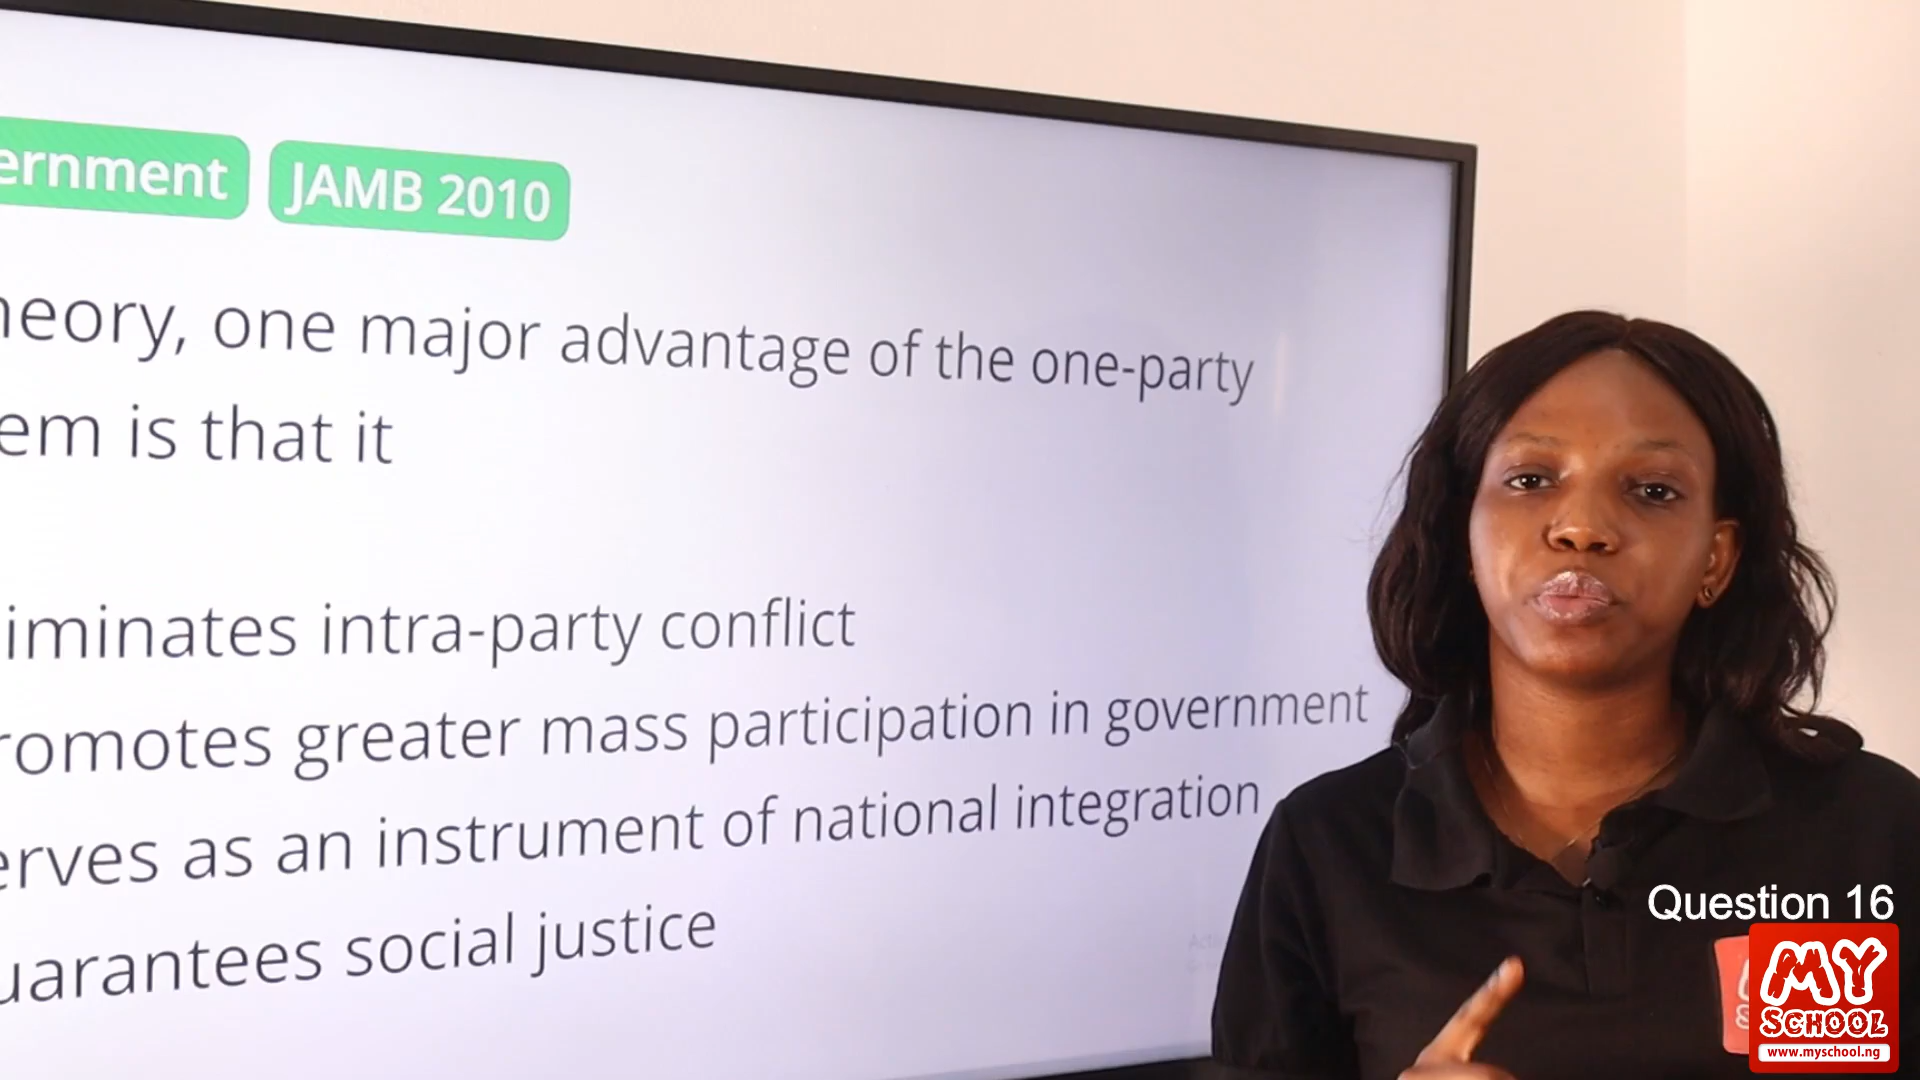 ernment JAMB 2010
heory, one major advantage of the one-party
em is that it
iminates intra-party conflict
romotes greater mass participation in government
erves as an instrument of national integration
uarantees social justice
Question 16
MY
SCHOOL
www.myschool.ng